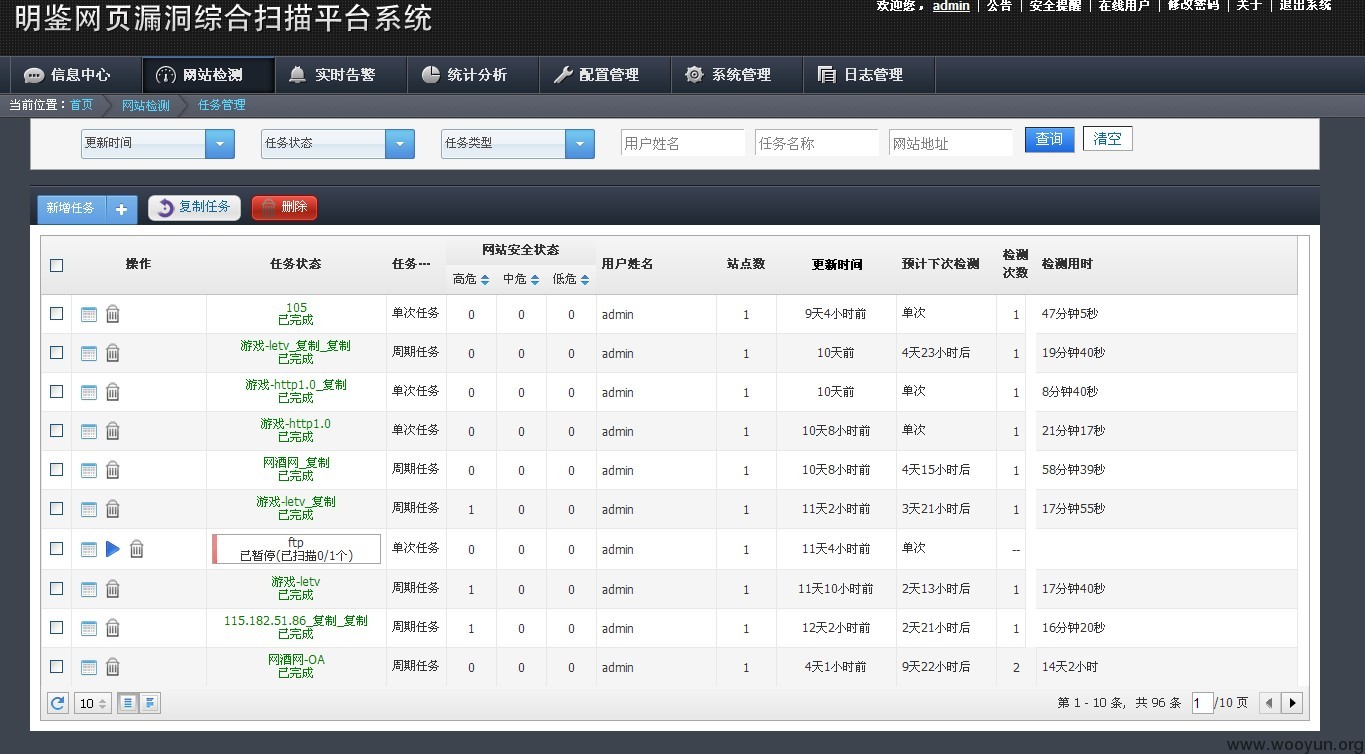 明鉴网页漏洞综合扫描平台系统
欢迎您，admin | 公告 | 安全提醒 | 在线用户 | 修改密码 | 关于 | 退出系统
信息中心 网站检测 实时告警 统计分析 配置管理 系统管理 日志管理
当前位置：首页 网站检测 任务管理
更新时间 任务状态 任务类型 用户姓名 任务名称 网站地址 查询 清空
新增任务 + 复制任务 删除
操作 任务状态 任务··· 网站安全状态 用户姓名 站点数 更新时间 预计下次检测 检测次数 检测用时
高危 中危 低危
105
已完成 单次任务 0 0 0 admin 1 9天4小时前 单次 1 47分钟5秒
游戏-letv_复制_复制
已完成 周期任务 0 0 0 admin 1 10天前 4天23小时后 1 19分钟40秒
游戏-http1.0_复制
已完成 单次任务 0 0 0 admin 1 10天前 单次 1 8分钟40秒
游戏-http1.0
已完成 单次任务 0 0 0 admin 1 10天8小时前 单次 1 21分钟17秒
网酒网_复制
已完成 周期任务 0 0 0 admin 1 10天8小时前 4天15小时后 1 58分钟39秒
游戏-letv_复制
已完成 周期任务 1 0 0 admin 1 11天2小时前 3天21小时后 1 17分钟55秒
ftp
已暂停(已扫描0/1个) 单次任务 0 0 0 admin 1 11天4小时前 单次 --
游戏-letv
已完成 周期任务 1 0 0 admin 1 11天10小时前 2天13小时后 1 17分钟40秒
115.182.51.86_复制_复制
已完成 周期任务 1 0 0 admin 1 12天2小时前 2天21小时后 1 16分钟20秒
网酒网-OA
已完成 周期任务 0 0 0 admin 1 4天1小时前 9天22小时后 2 14天2小时
10 第 1 - 10 条, 共 96 条 1 /10 页
www.wooyun.org